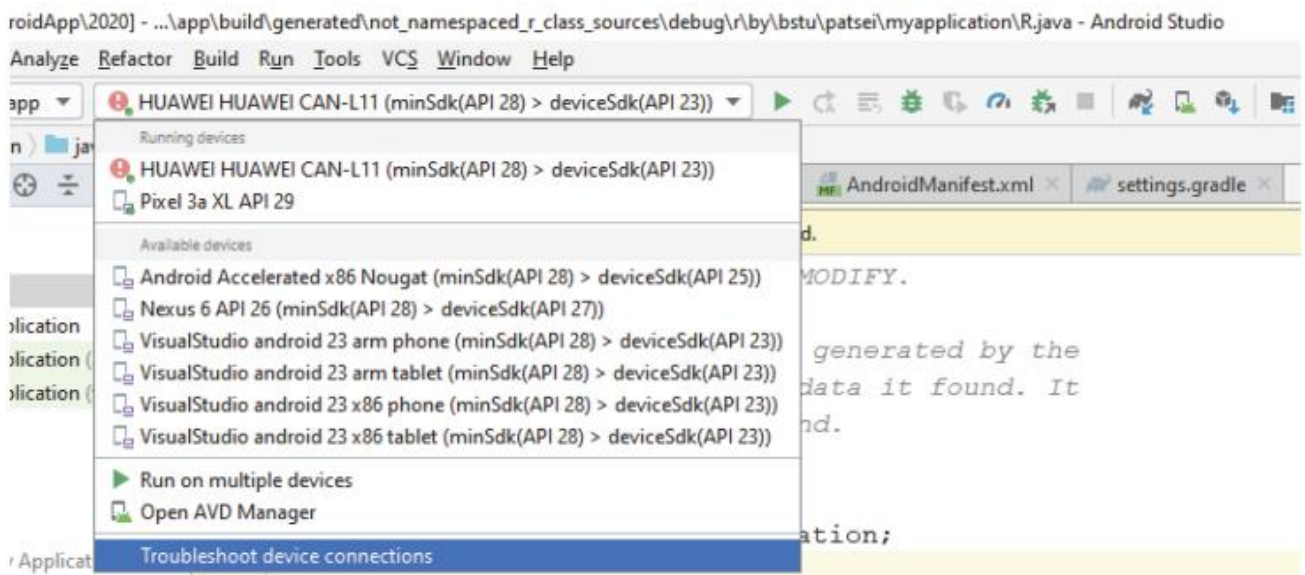 roidApp\2020] - ...\app\build\generated\not_namespaced_r_class_sources\debug\r\by\bstu\patsei\myapplication\R.java - Android Studio
Analyze Refactor Build Run Tools VCS Window Help
app HUAWEI HUAWEI CAN-L11 (minSdk(API 28) > deviceSdk(API 23))
n ja
Running devices
HUAWEI HUAWEI CAN-L11 (minSdk(API 28) > deviceSdk(API 23))
MF AndroidManifest.xml settings.gradle
Pixel 3a XL API 29
Available devices
d.
Android Accelerated x86 Nougat (minSdk(API 28) > deviceSdk(API 25))
MODIFY.
Nexus 6 API 26 (minSdk(API 28) > deviceSdk(API 27))
plication
VisualStudio android 23 arm phone (minSdk(API 28) > deviceSdk(API 23))
generated by the
plication (
VisualStudio android 23 arm tablet (minSdk(API 28) > deviceSdk(API 23))
data it found. It
plication (
VisualStudio android 23 x86 phone (minSdk(API 28) > deviceSdk(API 23))
nd.
VisualStudio android 23 x86 tablet (minSdk(API 28) > deviceSdk(API 23))
Run on multiple devices
Open AVD Manager
ation;
Troubleshoot device connections
y Applicat